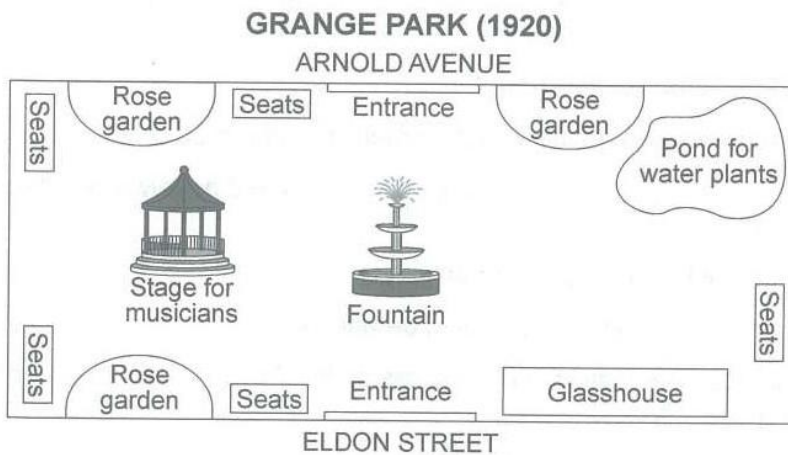 GRANGE PARK (1920)
ARNOLD AVENUE
Seats
Rose
garden
Seats
Entrance
Rose
garden
Pond for
water plants
Stage for
musicians
Fountain
Seats
Seats
Rose
garden
Seats
Entrance
Glasshouse
ELDON STREET